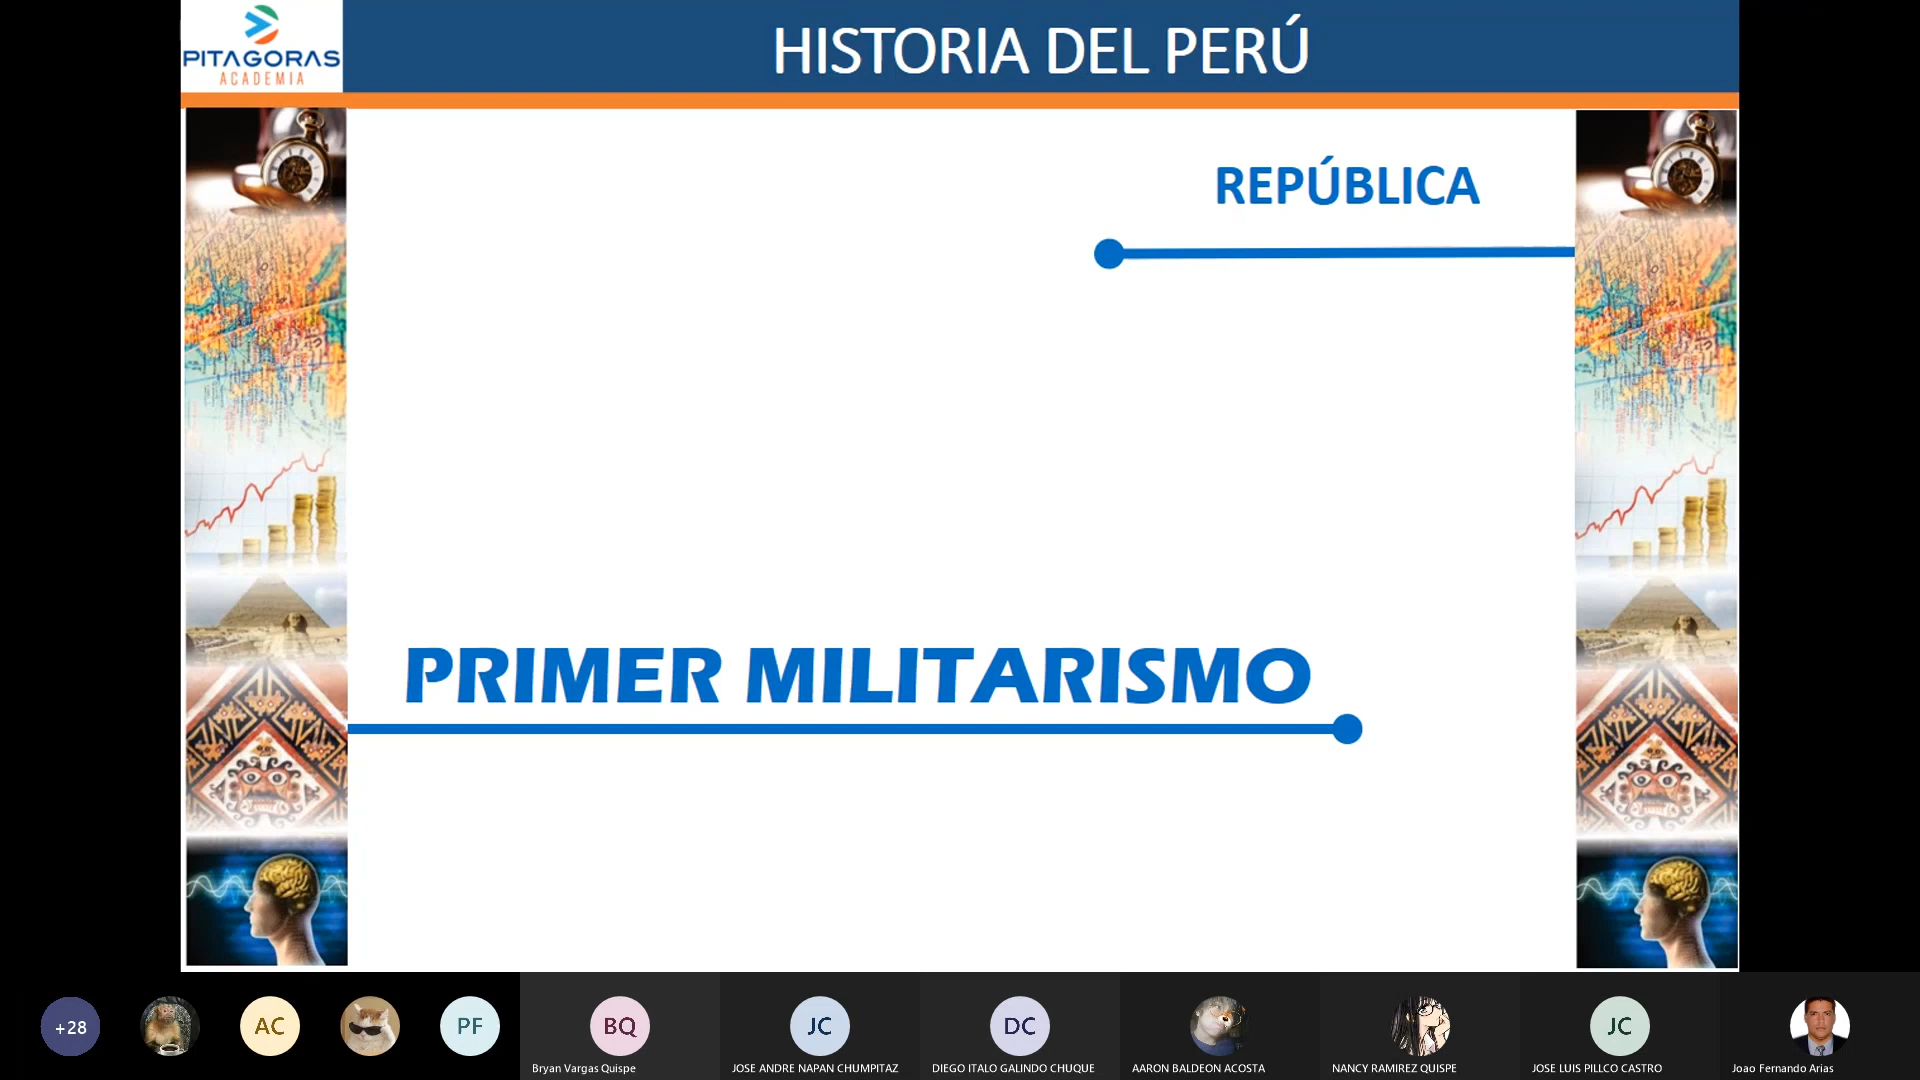 PITAGORAS
ACADEMIA
HISTORIA DEL PERÚ
REPÚBLICA
PRIMER MILITARISMO
+28
AC
PF
BQ
JC
DC
JC
Bryan Vargas Quispe
JOSE ANDRE NAPAN CHUMPITAZ
DIEGO ITALO GALINDO CHUQUE
AARON BALDEON ACOSTA
NANCY RAMIREZ QUISPE
JOSE LUIS PILLCO CASTRO
Joao Fernando Arias